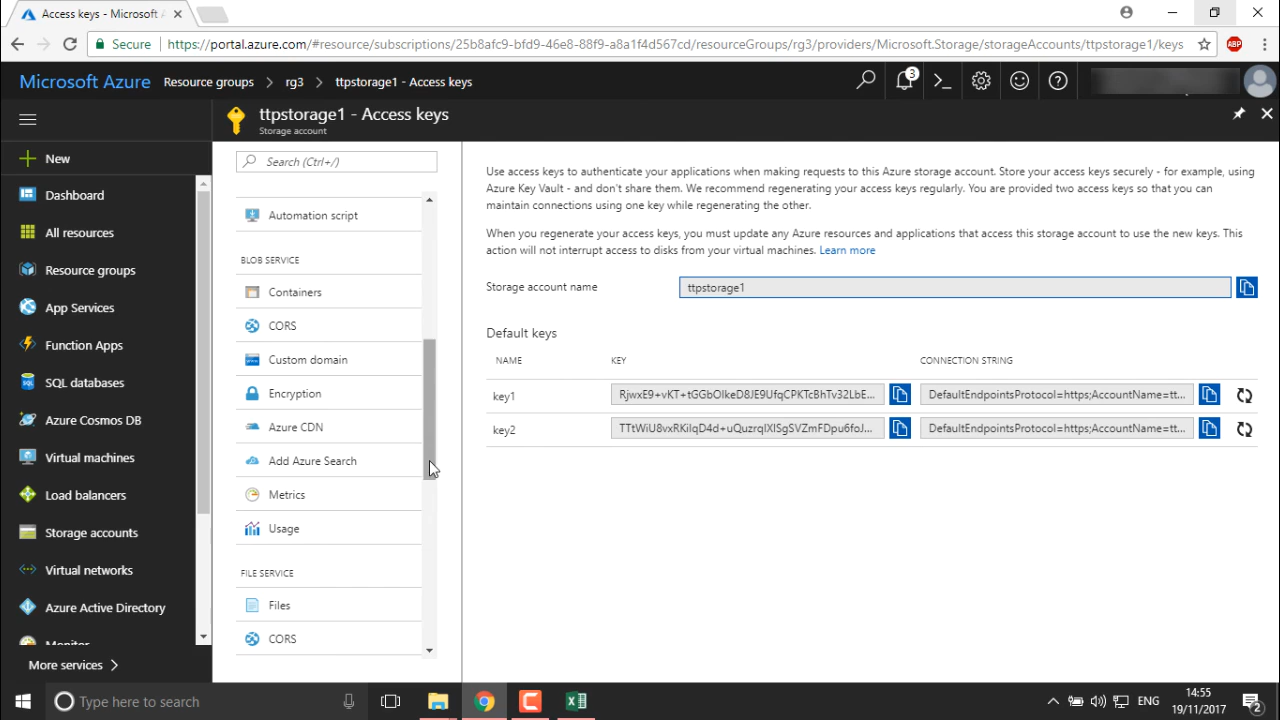 Access keys - Microsoft A
Secure
https://portal.azure.com/#resource/subscriptions/25b8afc9-bfd9-46e8-88f9-a8a1f4d567cd/resourceGroups/rg3/providers/Microsoft.Storage/storageAccounts/ttpstorage1/keys
ABP
Microsoft Azure
Resource groups
rg3
ttpstorage1 - Access keys
3
ttpstorage1 - Access keys
Storage account
New
Dashboard
All resources
Resource groups
App Services
Function Apps
SQL databases
Azure Cosmos DB
Virtual machines
Load balancers
Storage accounts
Virtual networks
Azure Active Directory
Monitor
More services
Search (Ctrl+/)
Automation script
BLOB SERVICE
Containers
CORS
Custom domain
Encryption
Azure CDN
Add Azure Search
Metrics
Usage
FILE SERVICE
Files
CORS
Use access keys to authenticate your applications when making requests to this Azure storage account. Store your access keys securely - for example, using
Azure Key Vault - and don't share them. We recommend regenerating your access keys regularly. You are provided two access keys so that you can
maintain connections using one key while regenerating the other.
When you regenerate your access keys, you must update any Azure resources and applications that access this storage account to use the new keys. This
action will not interrupt access to disks from your virtual machines. Learn more
Storage account name
ttpstorage1
Default keys
NAME KEY CONNECTION STRING
key1 DefaultEndpointsProtocol=https;AccountName=tt...
key2 DefaultEndpointsProtocol=https;AccountName=tt...
Type here to search
ENG
14:55
19/11/2017
2